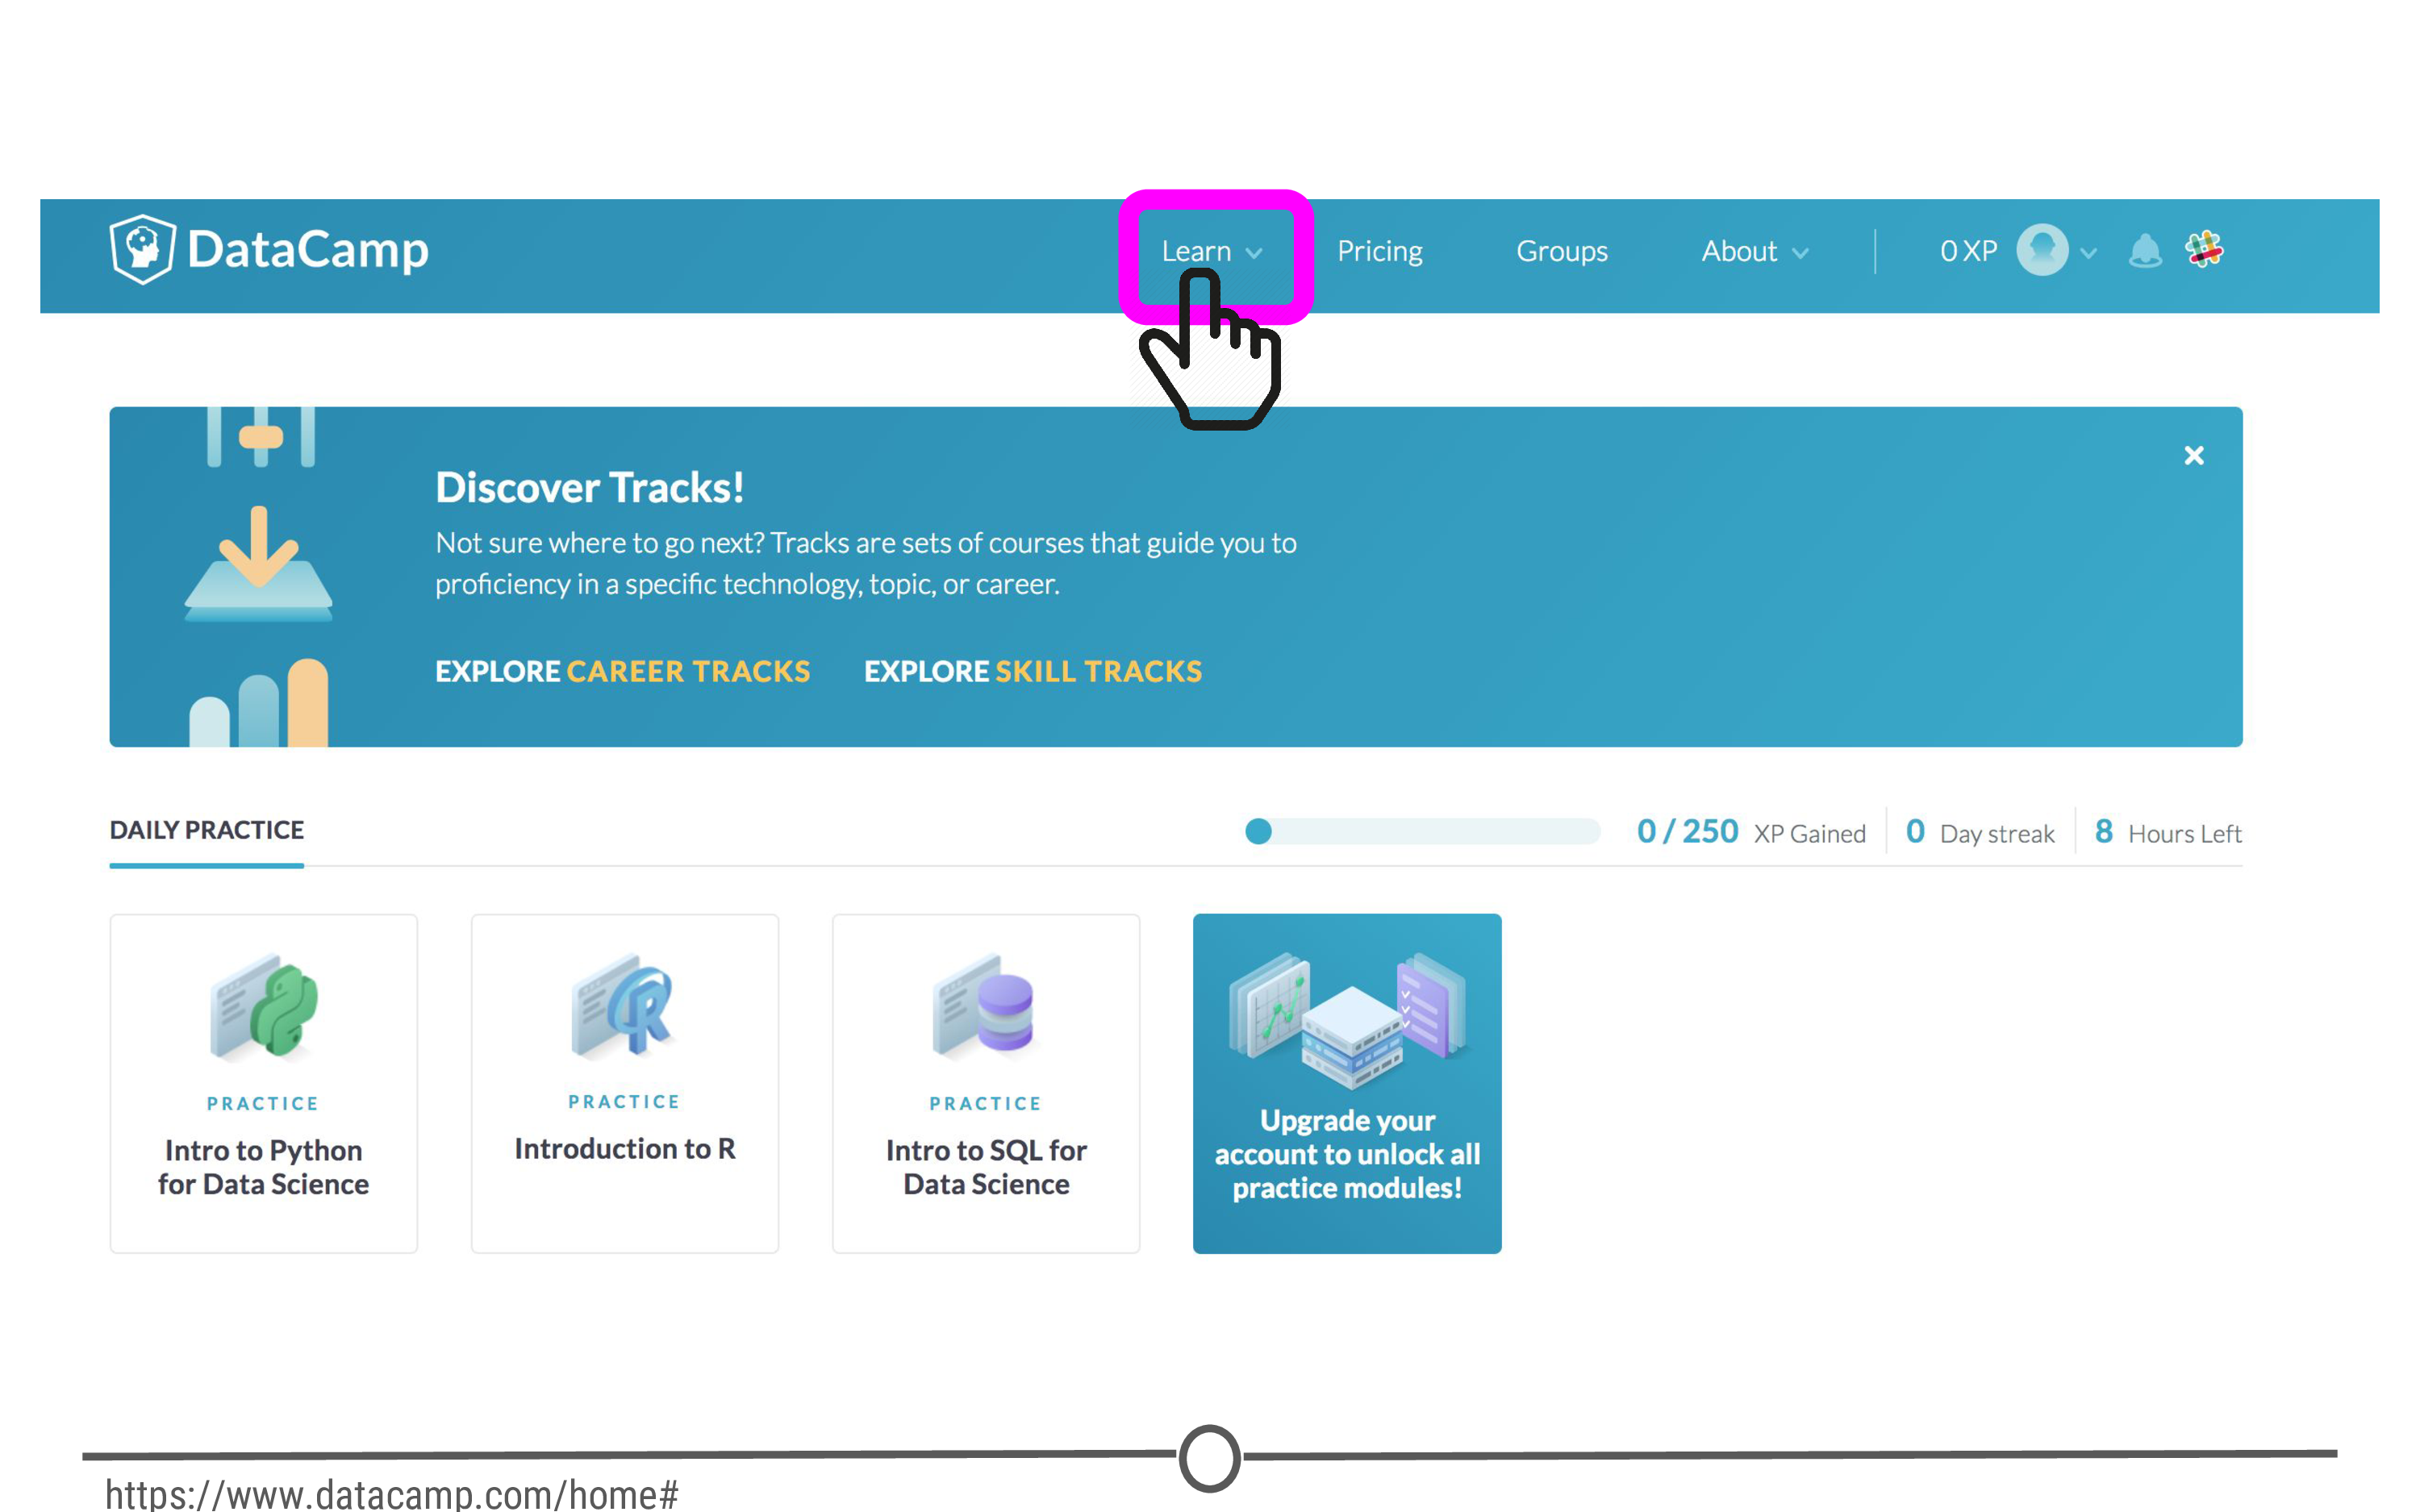 DataCamp
Learn
Pricing
Groups
About
0 XP
Discover Tracks!
Not sure where to go next? Tracks are sets of courses that guide you to
proficiency in a specific technology, topic, or career.
EXPLORE CAREER TRACKS
EXPLORE SKILL TRACKS
DAILY PRACTICE
0 / 250 XP Gained
0 Day streak
8 Hours Left
PRACTICE
Intro to Python
for Data Science
PRACTICE
Introduction to R
PRACTICE
Intro to SQL for
Data Science
Upgrade your
account to unlock all
practice modules!
https://www.datacamp.com/home#